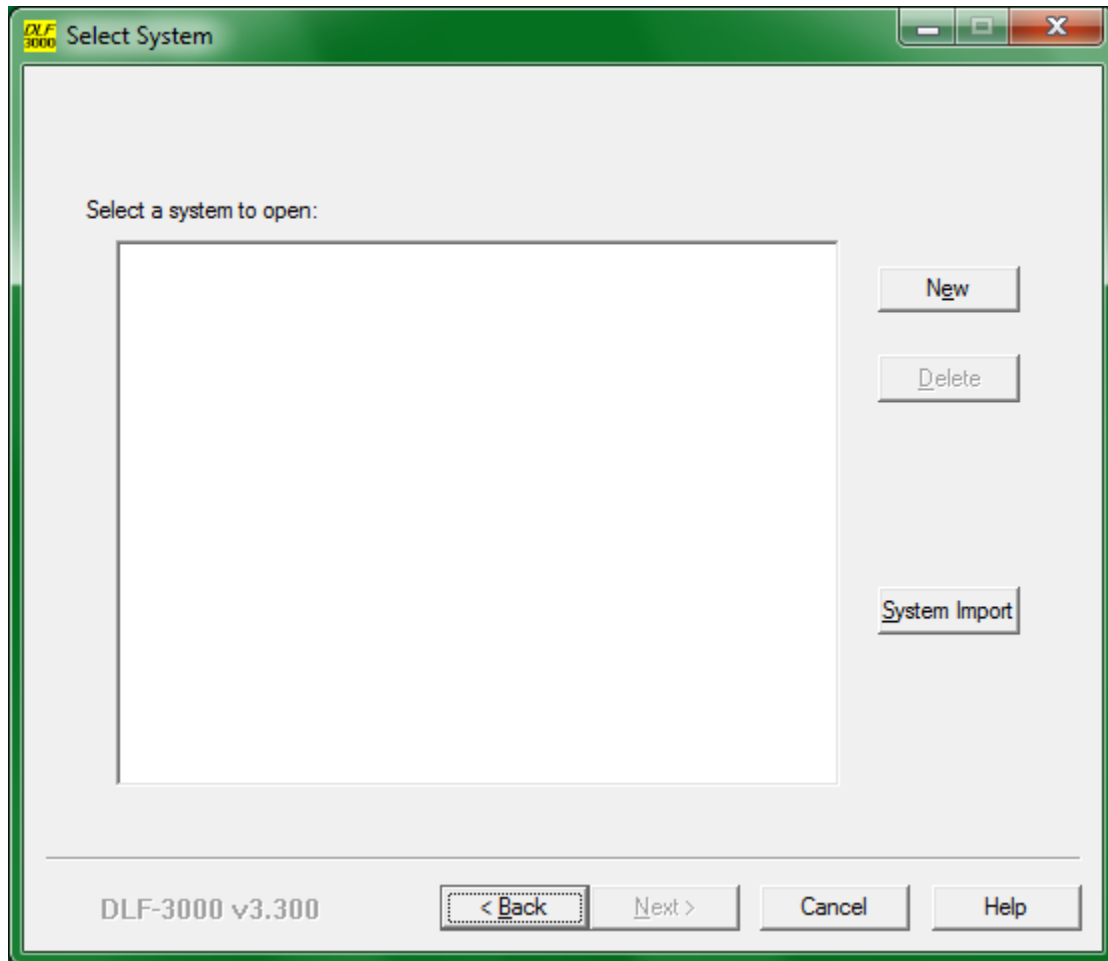 DLF
3000
Select System
Select a system to open:
New
Delete
System Import
DLF-3000 v3.300
< Back
Next >
Cancel
Help